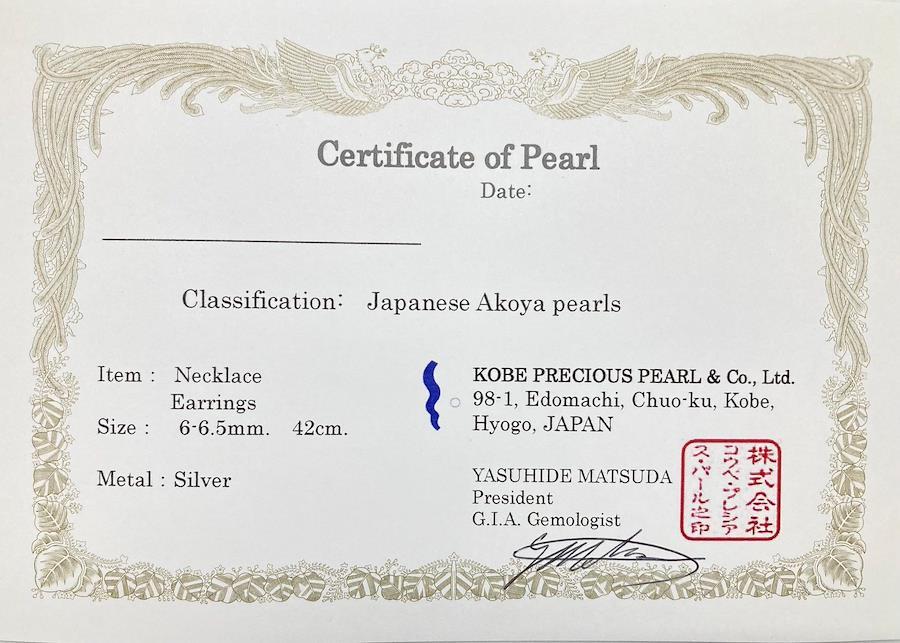 Certificate of Pearl
Date:
Classification: Japanese Akoya pearls
Item : Necklace
Earrings
Size : 6-6.5mm. 42cm.
Metal : Silver
KOBE PRECIOUS PEARL & Co., Ltd.
98-1, Edomachi, Chuo-ku, Kobe,
Hyogo, JAPAN
YASUHIDE MATSUDA
President
G.I.A. Gemologist
株式会社
コウベ・プレシア
ス・パール之印